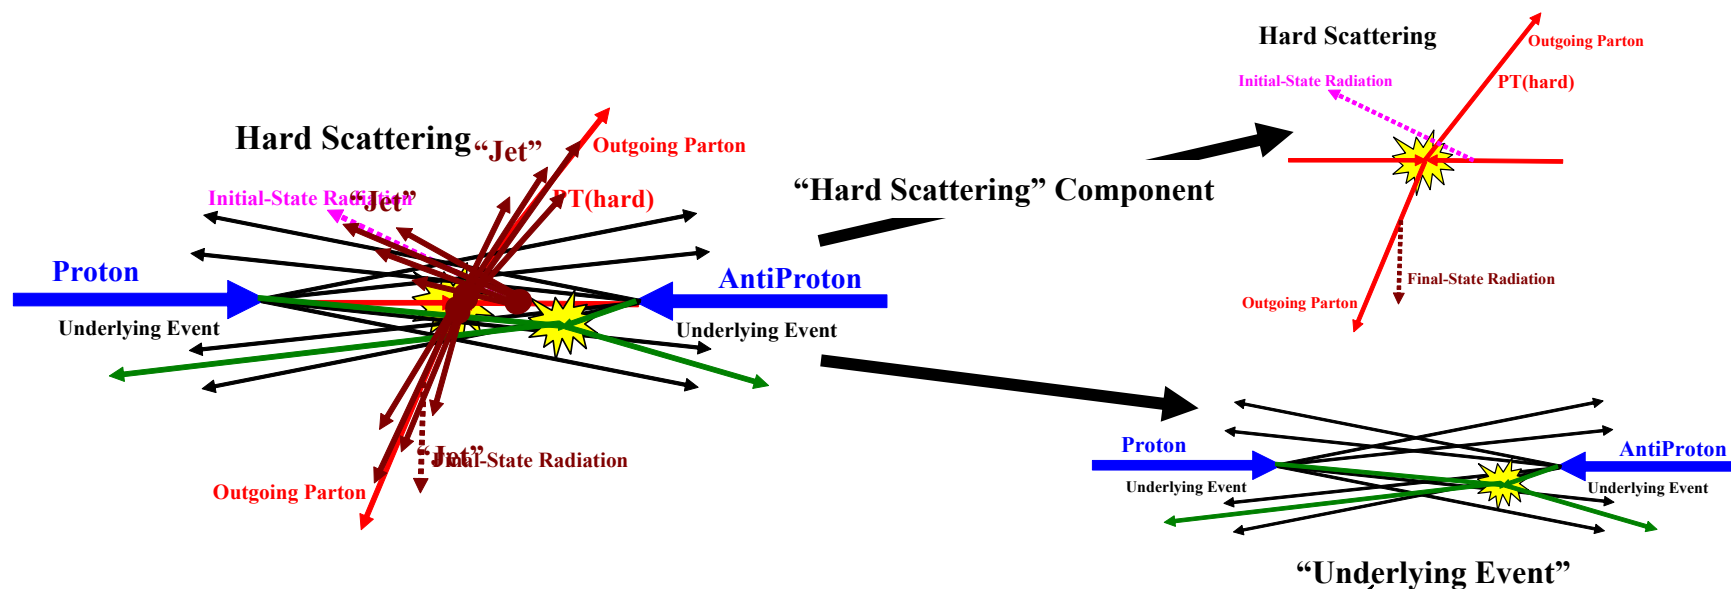 Hard Scattering
“Jet”
Outgoing Parton
Initial-State Radiation
“Jet”
PT(hard)
Proton
AntiProton
Underlying Event
Underlying Event
“Jet”
Final-State Radiation
Outgoing Parton
“Hard Scattering” Component
Hard Scattering
Outgoing Parton
Initial-State Radiation
PT(hard)
Final-State Radiation
Outgoing Parton
Proton
AntiProton
Underlying Event
Underlying Event
“Underlying Event”